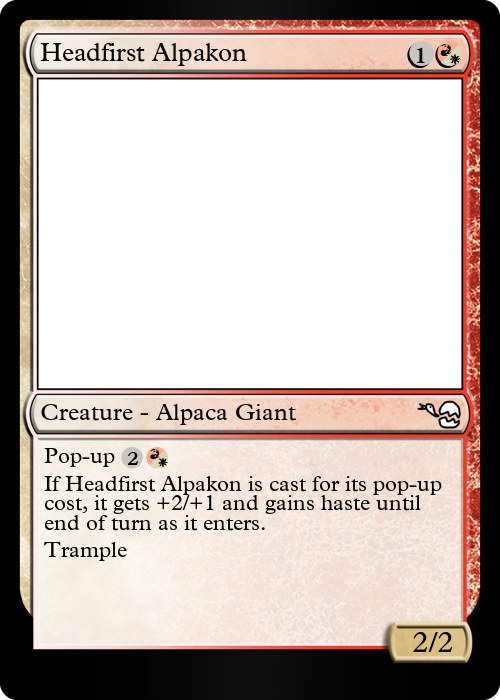 Headfirst Alpakon 1
Creature - Alpaca Giant
Pop-up 2
If Headfirst Alpakon is cast for its pop-up
cost, it gets +2/+1 and gains haste until
end of turn as it enters.
Trample
2/2